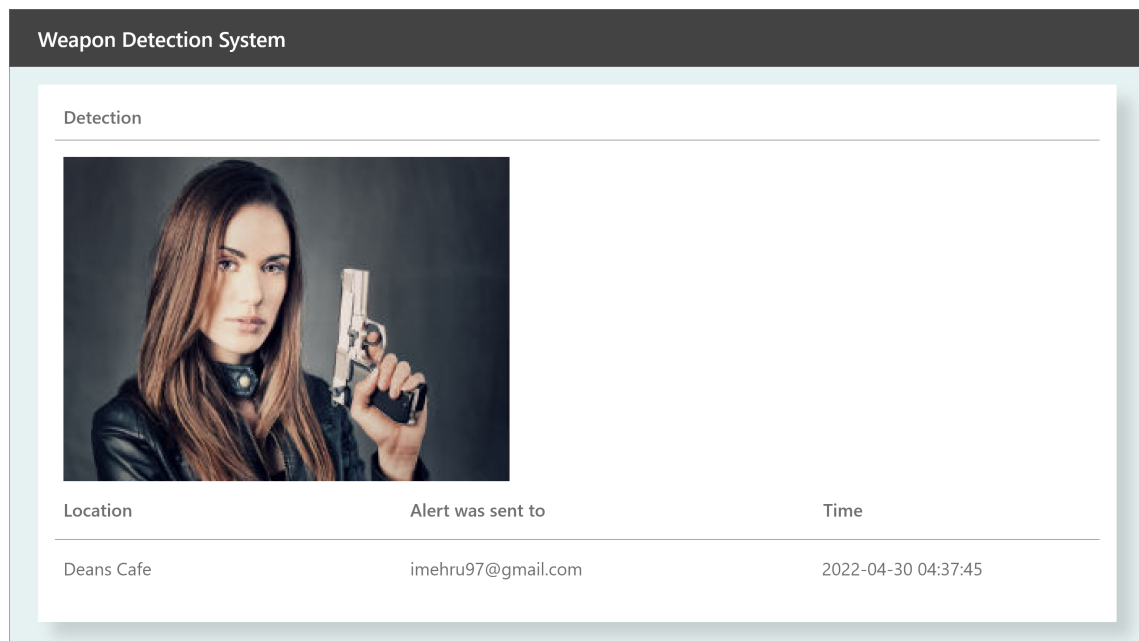 Weapon Detection System
Detection
Location Alert was sent to Time
Deans Cafe imehru97@gmail.com 2022-04-30 04:37:45